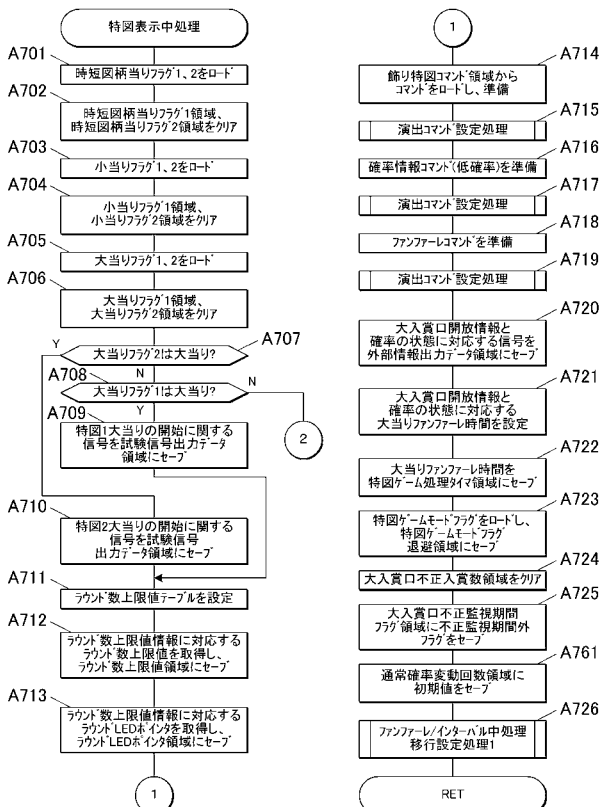 特図表示中処理
A701
時短図柄当りフラグ1、2をロード
A702
時短図柄当りフラグ1領域、
時短図柄当りフラグ2領域をクリア
A703
小当りフラグ1、2をロード
A704
小当りフラグ1領域、
小当りフラグ2領域をクリア
A705
大当りフラグ1、2をロード
A706
大当りフラグ1領域、
大当りフラグ2領域をクリア
A707
Y
大当りフラグ2は大当り?
A708
N
大当りフラグ1は大当り?
N
A709
Y
特図1大当りの開始に関する
信号を試験信号出力データ
領域にセーブ
2
A710
特図2大当りの開始に関する
信号を試験信号
出力データ領域にセーブ
A711
ラウンド数上限値テーブルを設定
A712
ラウンド数上限値情報に対応する
ラウンド数上限値を取得し、
ラウンド数上限値領域にセーブ
A713
ラウンド数上限値情報に対応する
ラウンドLEDポインタを取得し、
ラウンドLEDポインタ領域にセーブ
1
1
A714
飾り特図コマンド領域から
コマンドをロードし、準備
A715
演出コマンド設定処理
A716
確率情報コマンド(低確率)を準備
A717
演出コマンド設定処理
A718
ファンファーレコマンドを準備
A719
演出コマンド設定処理
A720
大入賞口開放情報と
確率の状態に対応する信号を
外部情報出力データ領域にセーブ
A721
大入賞口開放情報と
確率の状態に対応する
大当りファンファーレ時間を設定
A722
大当りファンファーレ時間を
特図ゲーム処理タイマ領域にセーブ
A723
特図ゲームモードフラグをロードし、
特図ゲームモードフラグ
退避領域にセーブ
A724
大入賞口不正入賞数領域をクリア
A725
大入賞口不正監視期間
フラグ領域に不正監視期間外
フラグをセーブ
A761
通常確率変動回数領域に
初期値をセーブ
A726
ファンファーレ/インターバル中処理
移行設定処理1
RET